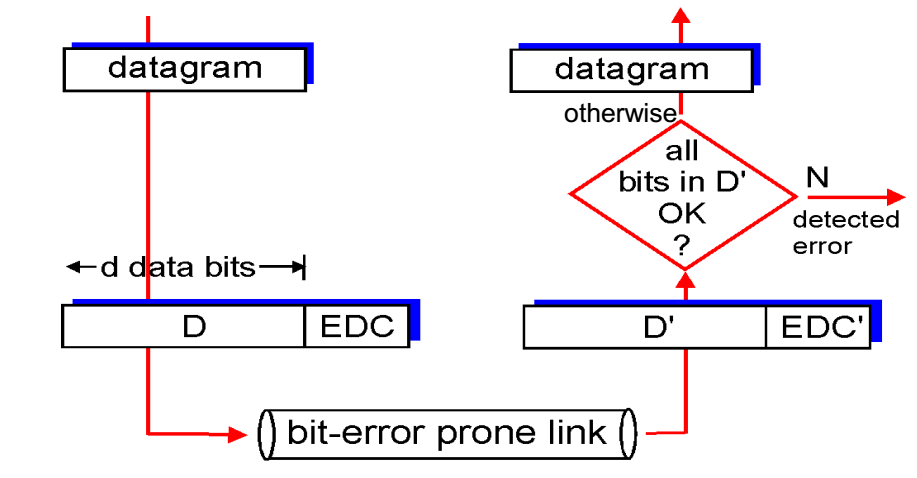 datagram
datagram
otherwise
all
bits in D'
OK
?
N
detected
error
d data bits
D
EDC
D'
EDC'
bit-error prone link